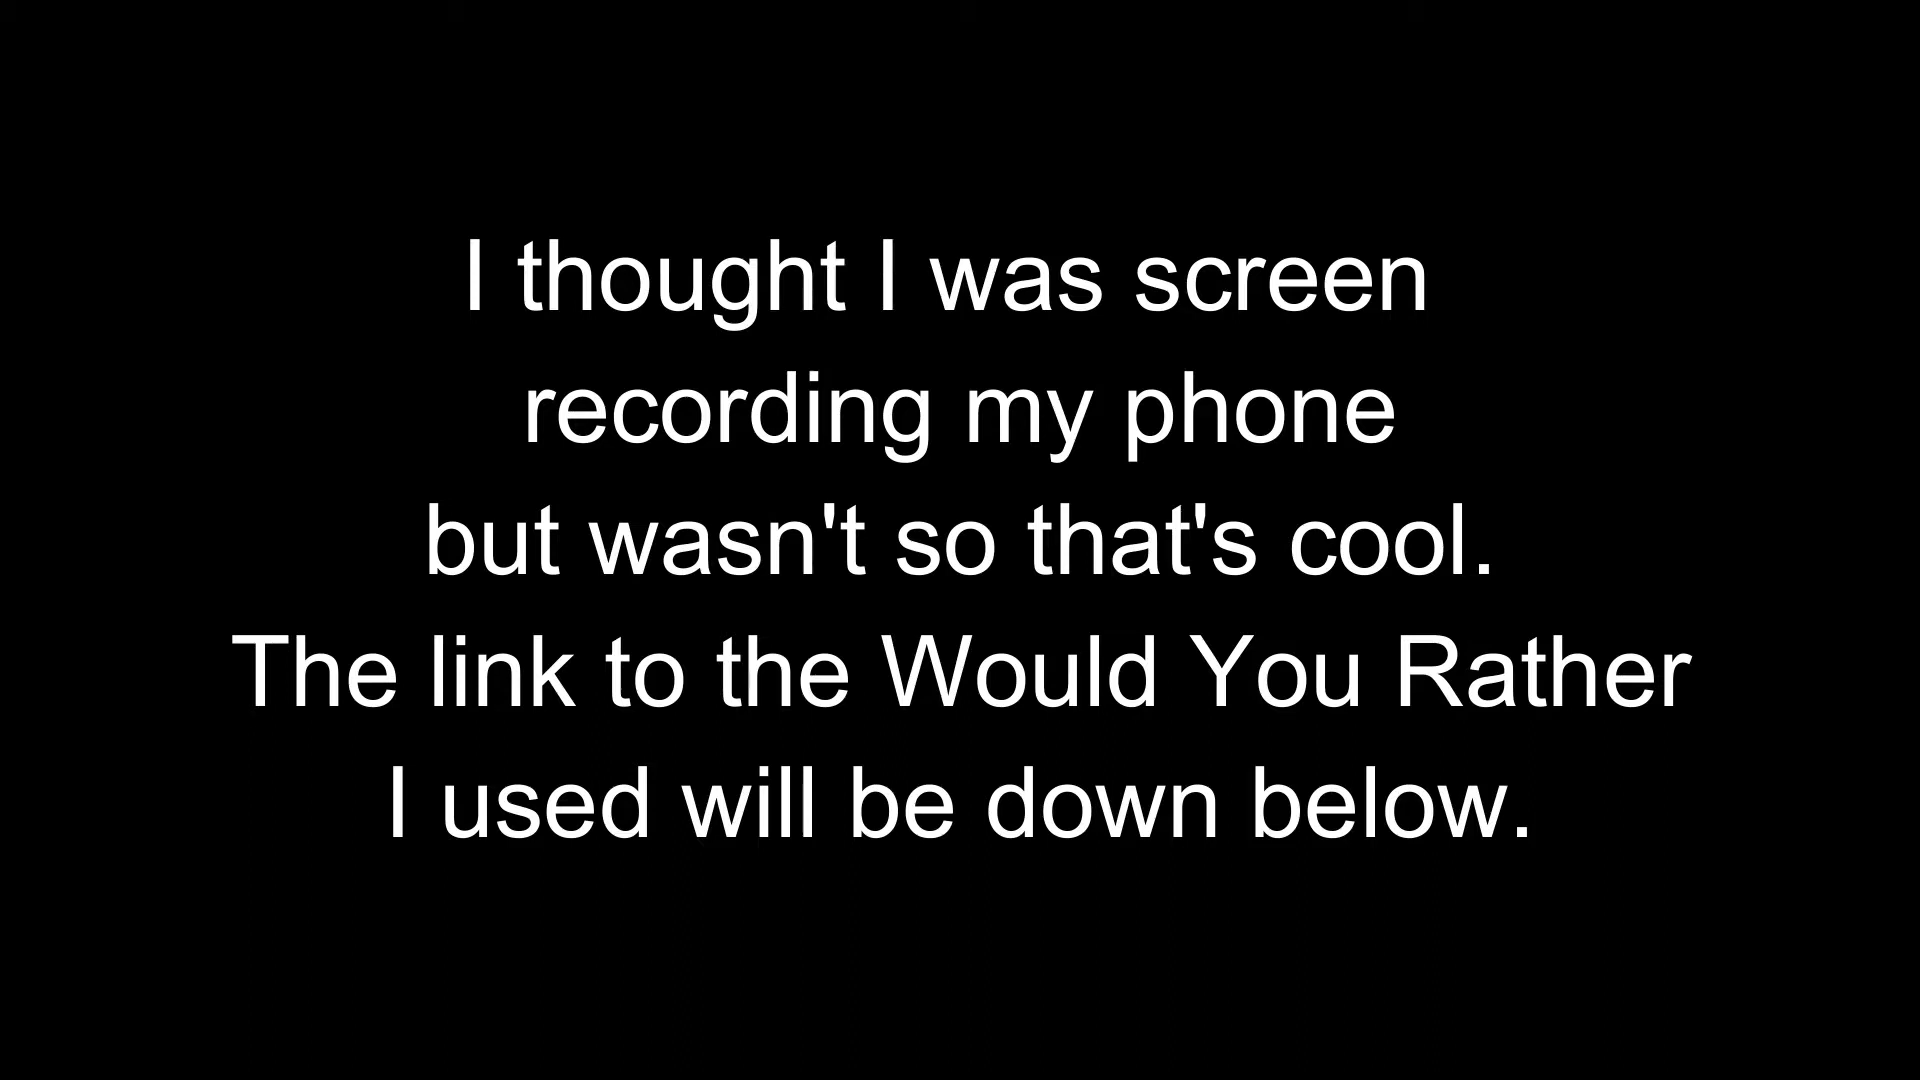 I thought I was screen
recording my phone
but wasn't so that's cool.
The link to the Would You Rather
I used will be down below.